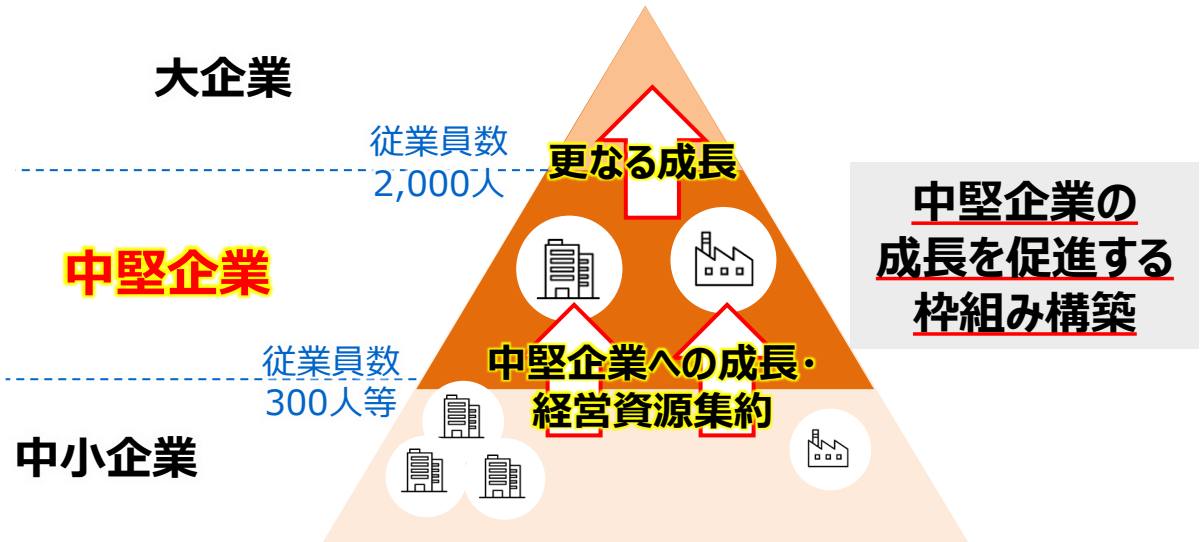 大企業
従業員数
2,000人
更なる成長
中堅企業
中堅企業の
成長を促進する
枠組み構築
従業員数
300人等
中堅企業への成長・
経営資源集約
中小企業